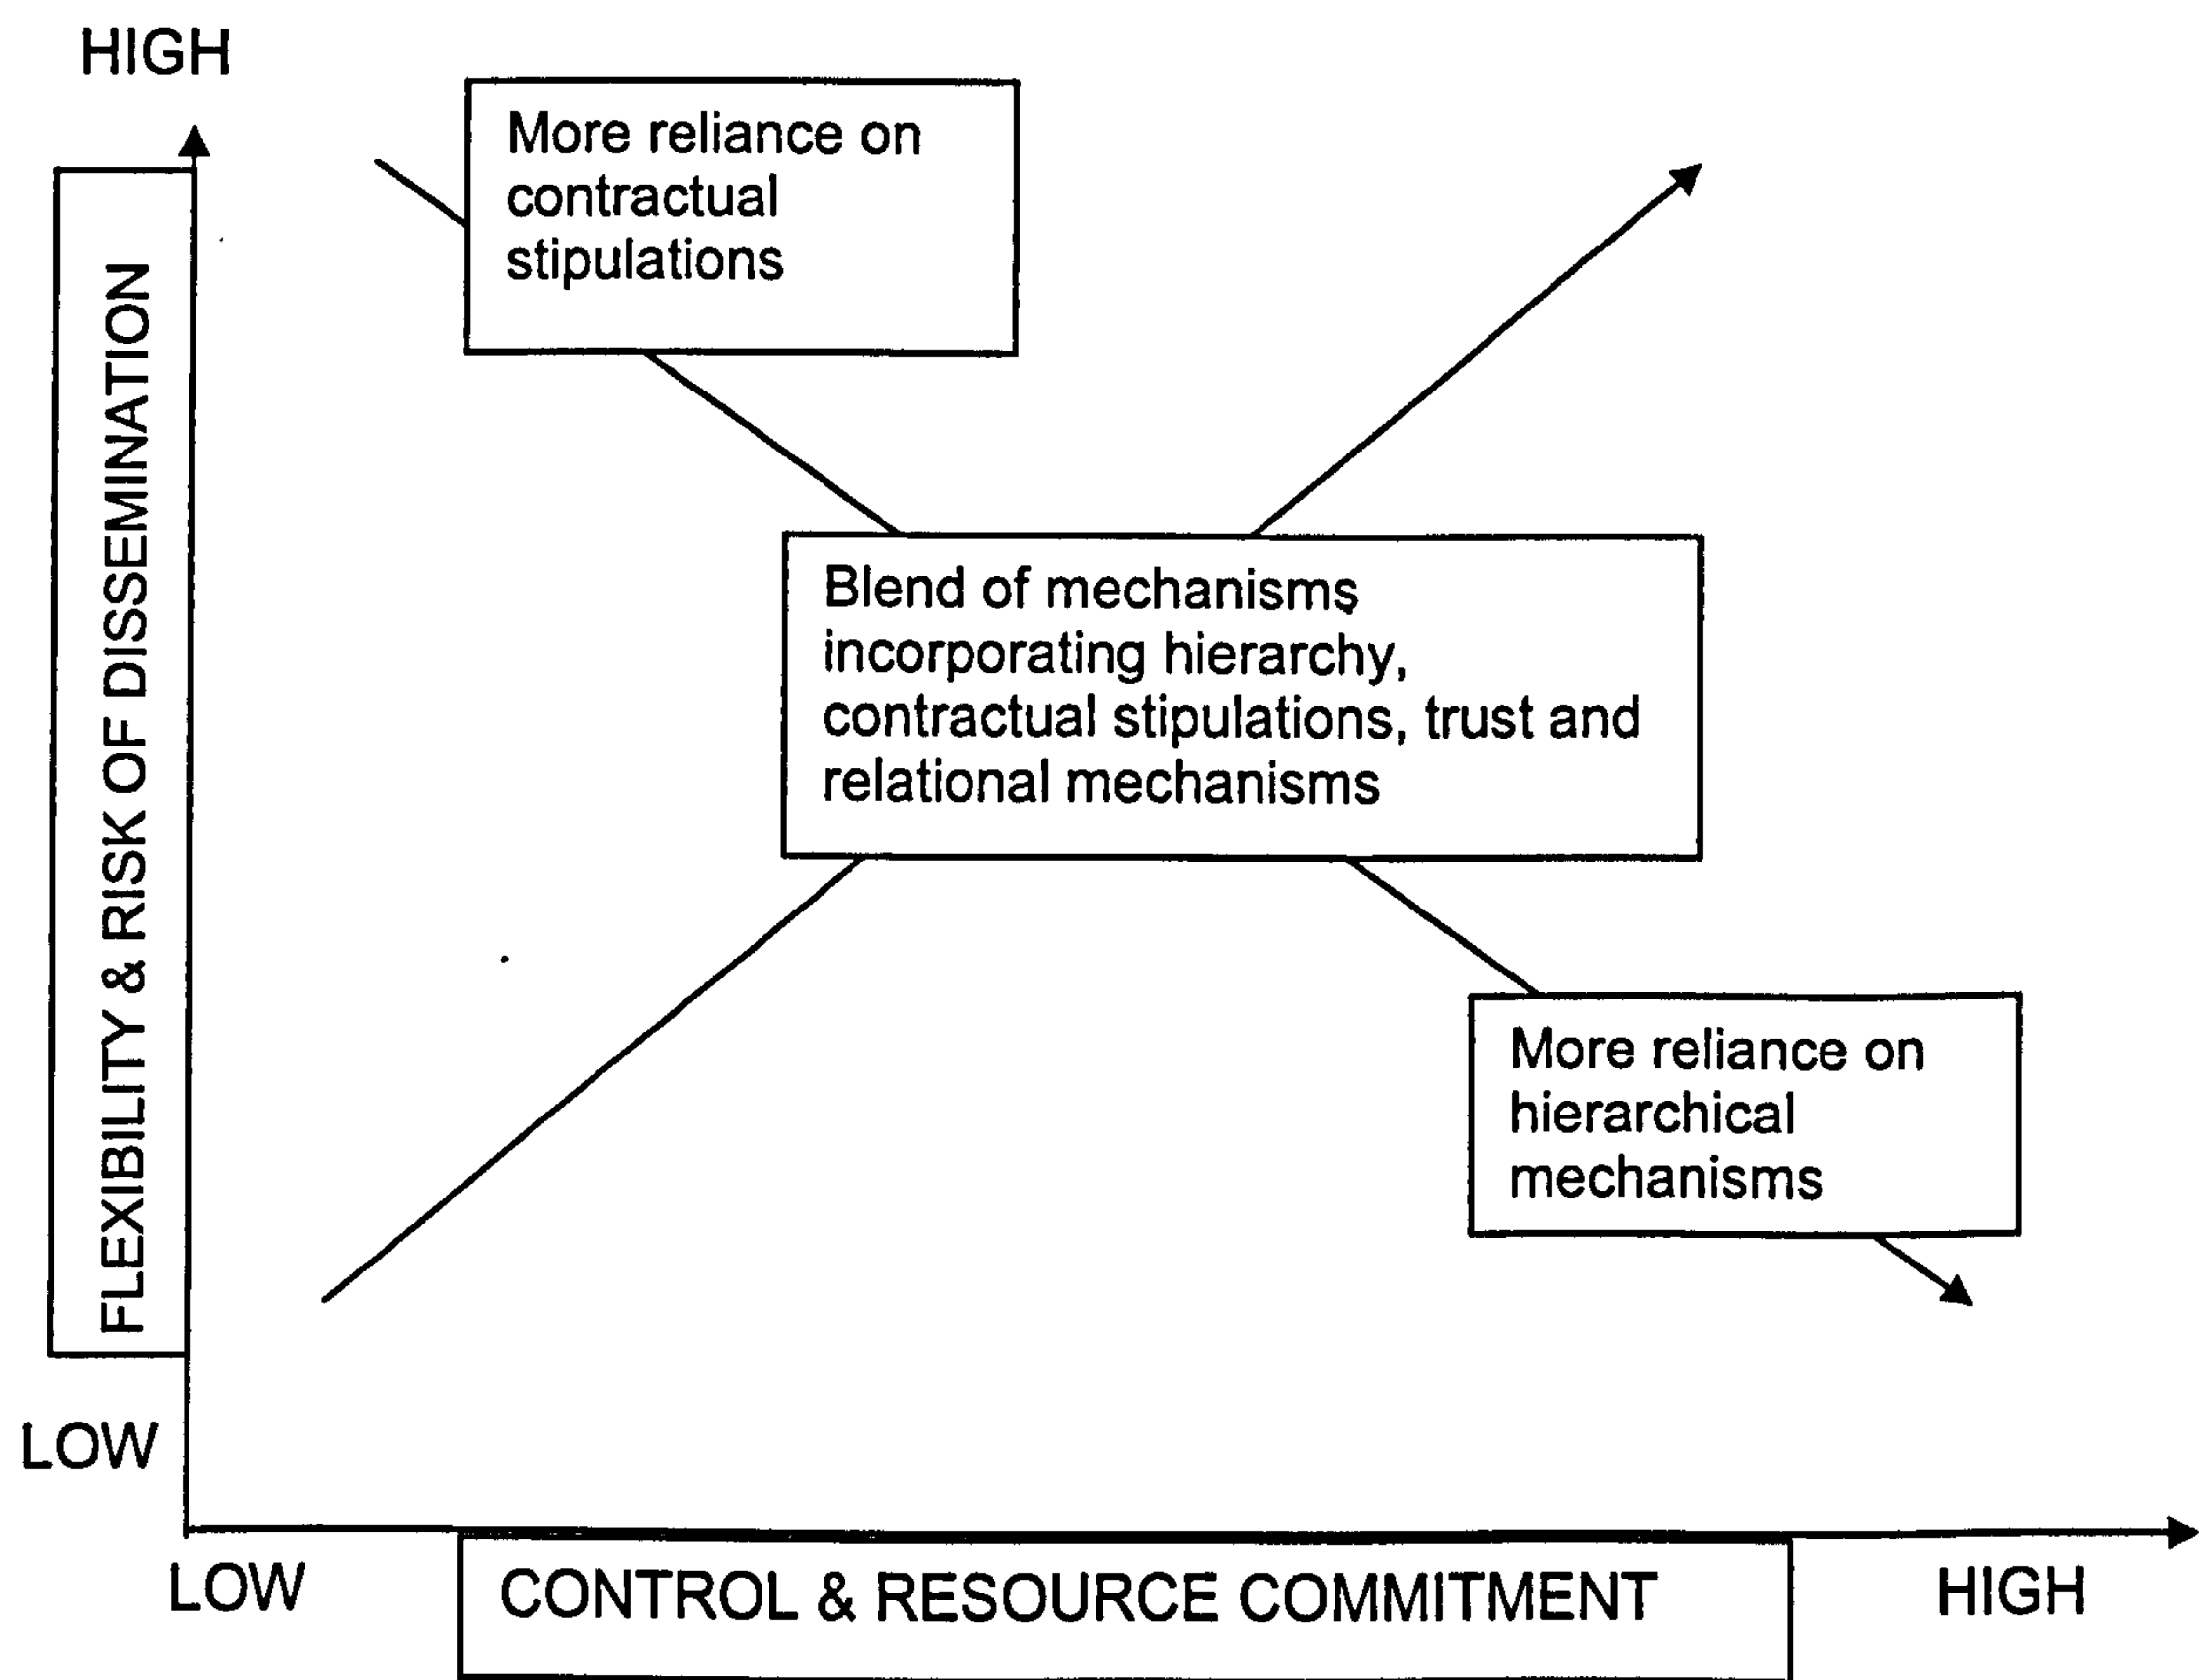 HIGH
More reliance on
contractual
stipulations
FLEXIBILITY & RISK OF DISSEMINATION
Blend of mechanisms
incorporating hierarchy,
contractual stipulations, trust and
relational mechanisms
More reliance on
hierarchical
mechanisms
LOW
LOW
CONTROL & RESOURCE COMMITMENT
HIGH